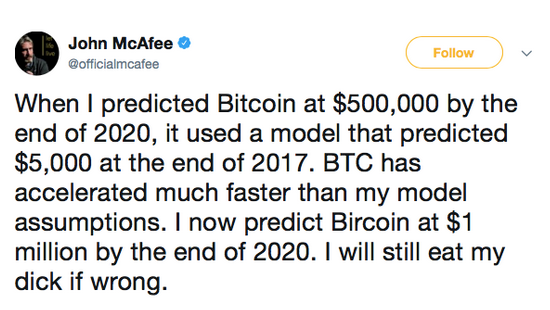 John McAfee
@officialmcafee
Follow
When I predicted Bitcoin at $500,000 by the
end of 2020, it used a model that predicted
$5,000 at the end of 2017. BTC has
accelerated much faster than my model
assumptions. I now predict Bircoin at $1
million by the end of 2020. I will still eat my
dick if wrong.